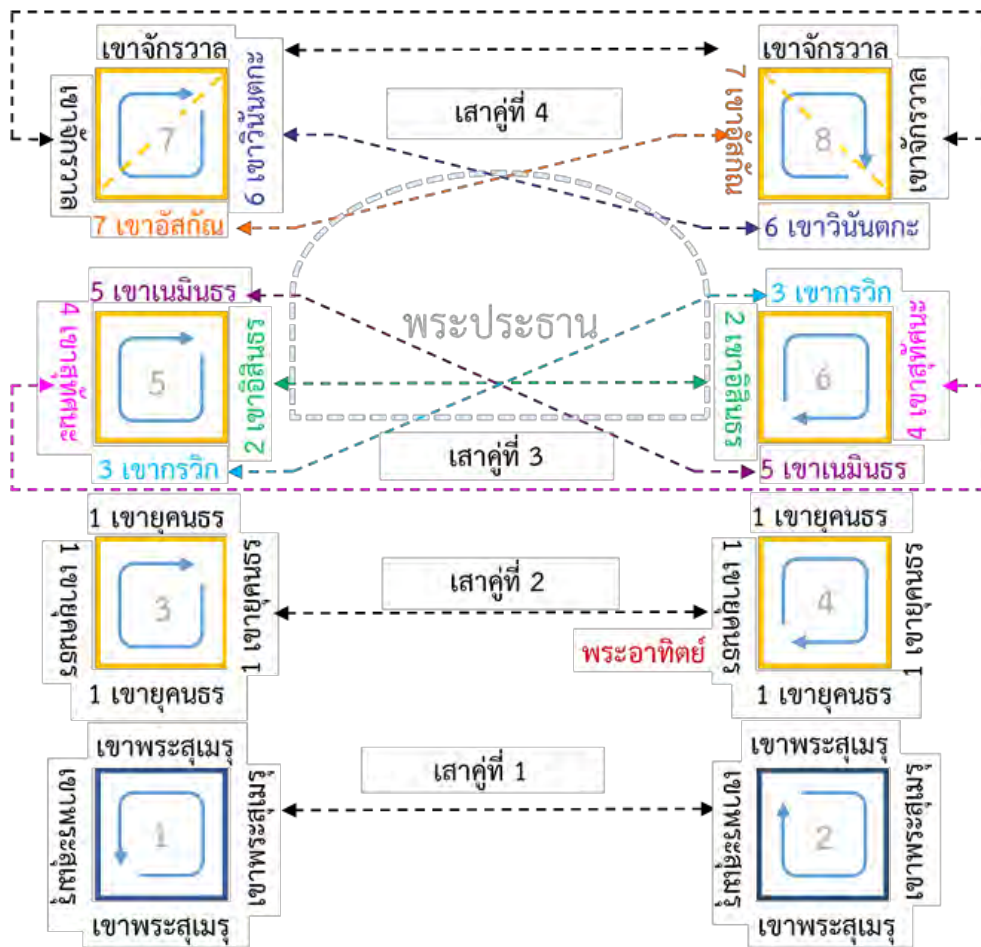 เขาจักรวาล
เขาจักรวาล
เขาจักรวาล
7
6 เขาวินันตกะ
เสาคู่ที่ 4
7 เขาอัสกัณ
8
เขาจักรวาล
7 เขาอัสกัณ
6 เขาวินันตกะ
5 เขาเนมินธร
3 เขากรวิก
4 เขาสุทัศนะ
5
2 เขาอิสินธร
พระประธาน
2 เขาอิสินธร
6
4 เขาสุทัศนะ
3 เขากรวิก
เสาคู่ที่ 3
5 เขาเนมินธร
1 เขายุคนธร
1 เขายุคนธร
1 เขายุคนธร
3
1 เขายุคนธร
เสาคู่ที่ 2
1 เขายุคนธร
4
1 เขายุคนธร
พระอาทิตย์
1 เขายุคนธร
1 เขายุคนธร
เขาพระสุเมรุ
เขาพระสุเมรุ
เสาคู่ที่ 1
เขาพระสุเมรุ
1
เขาพระสุเมรุ
เขาพระสุเมรุ
2
เขาพระสุเมรุ
เขาพระสุเมรุ
เขาพระสุเมรุ